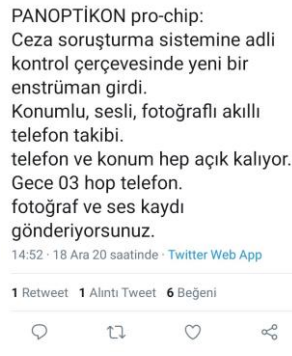 PANOPTİKON pro-chip:
Ceza soruşturma sistemine adli
kontrol çerçevesinde yeni bir
enstrüman girdi.
Konumlu, sesli, fotoğraflı akıllı
telefon takibi.
telefon ve konum hep açık kalıyor.
Gece 03 hop telefon.
fotoğraf ve ses kaydı
gönderiyorsunuz.
14:52 · 18 Ara 20 saatinde · Twitter Web App
1 Retweet 1 Alıntı Tweet 6 Beğeni